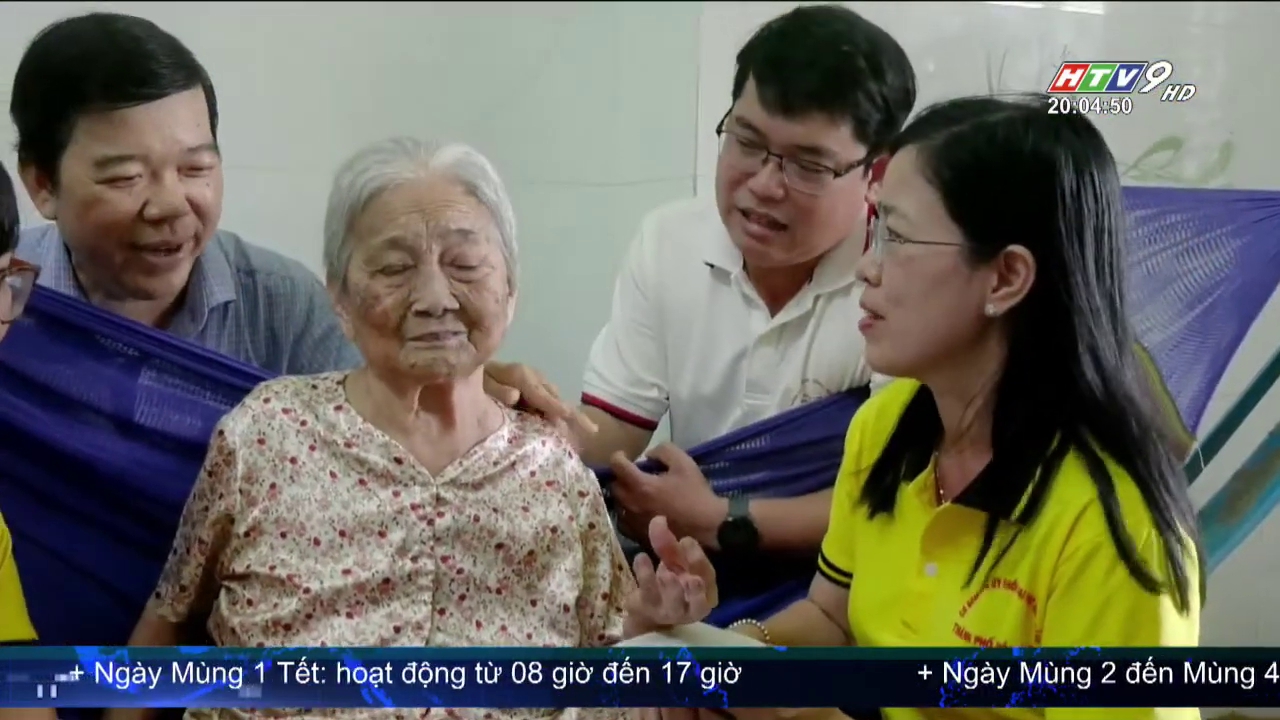 HTV9 HD
20:04:50
+ Ngày Mùng 1 Tết: hoạt động từ 08 giờ đến 17 giờ + Ngày Mùng 2 đến Mùng 4